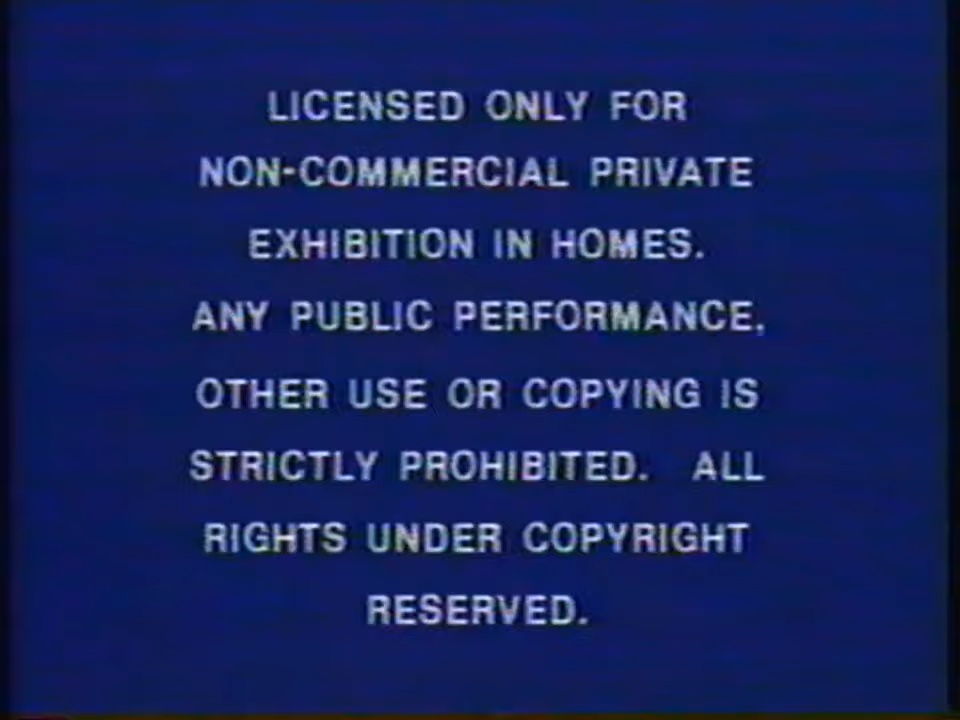 LICENSED ONLY FOR
NON-COMMERCIAL PRIVATE
EXHIBITION IN HOMES.
ANY PUBLIC PERFORMANCE,
OTHER USE OR COPYING IS
STRICTLY PROHIBITED. ALL
RIGHTS UNDER COPYRIGHT
RESERVED.